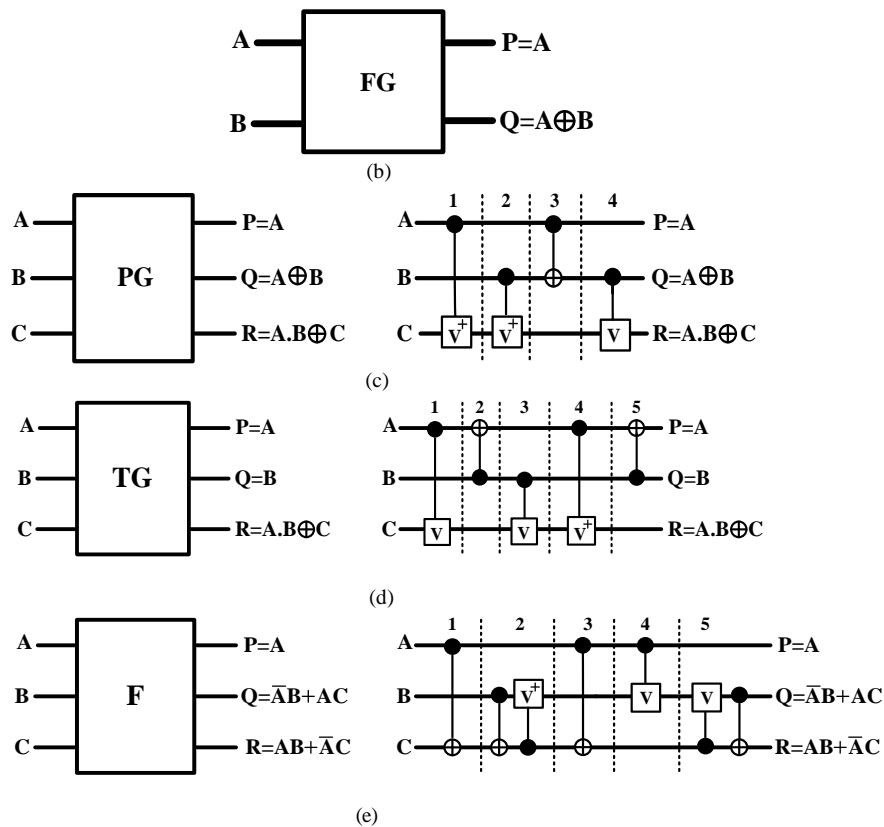 A P=A
FG
B Q=A⊕B
(b)
1 2 3 4
A P=A A P=A
B PG Q=A⊕B B Q=A⊕B
C R=A.B⊕C C V+ V+ V R=A.B⊕C
(c)
1 2 3 4 5
A P=A A P=A
B TG Q=B B Q=B
C R=A.B⊕C C V V V+ R=A.B⊕C
(d)
1 2 3 4 5
A P=A A P=A
B F Q=A̅B+AC B V+ V V Q=A̅B+AC
C R=AB+A̅C C R=AB+A̅C
(e)